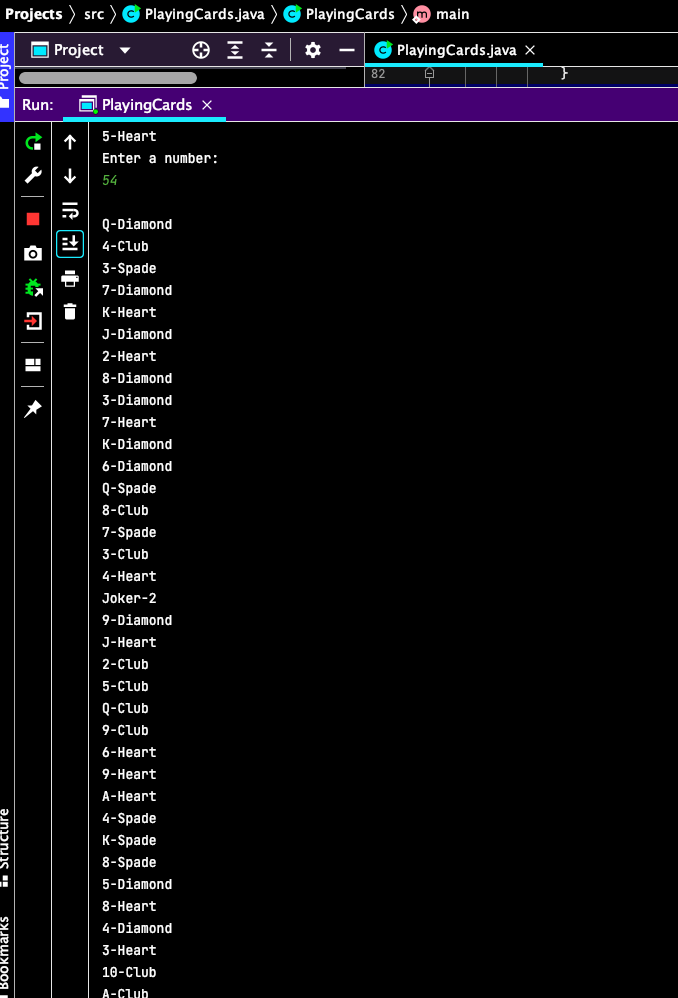 Projects src PlayingCards.java PlayingCards main
Project
PlayingCards.java
Project
82 }
Run: PlayingCards
5-Heart
Enter a number:
54
Q-Diamond
4-Club
3-Spade
7-Diamond
K-Heart
J-Diamond
2-Heart
8-Diamond
3-Diamond
7-Heart
K-Diamond
6-Diamond
Q-Spade
8-Club
7-Spade
3-Club
4-Heart
Joker-2
9-Diamond
J-Heart
2-Club
5-Club
Q-Club
9-Club
6-Heart
9-Heart
A-Heart
4-Spade
K-Spade
8-Spade
5-Diamond
8-Heart
4-Diamond
3-Heart
10-Club
A-Club
Structure
Bookmarks